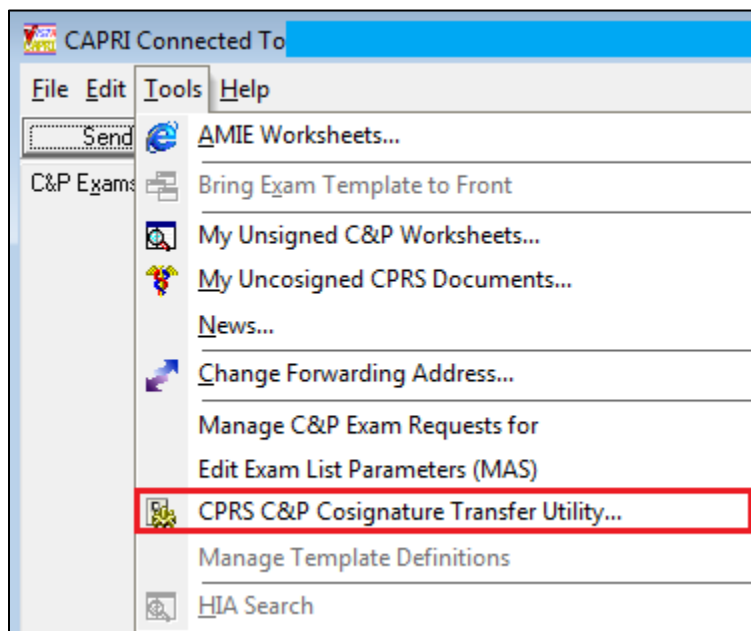 CAPRI Connected To
File Edit Tools Help
Send
AMIE Worksheets...
C&P Exams
Bring Exam Template to Front
My Unsigned C&P Worksheets...
My Uncosigned CPRS Documents...
News...
Change Forwarding Address...
Manage C&P Exam Requests for
Edit Exam List Parameters (MAS)
CPRS C&P Cosignature Transfer Utility...
Manage Template Definitions
HIA Search